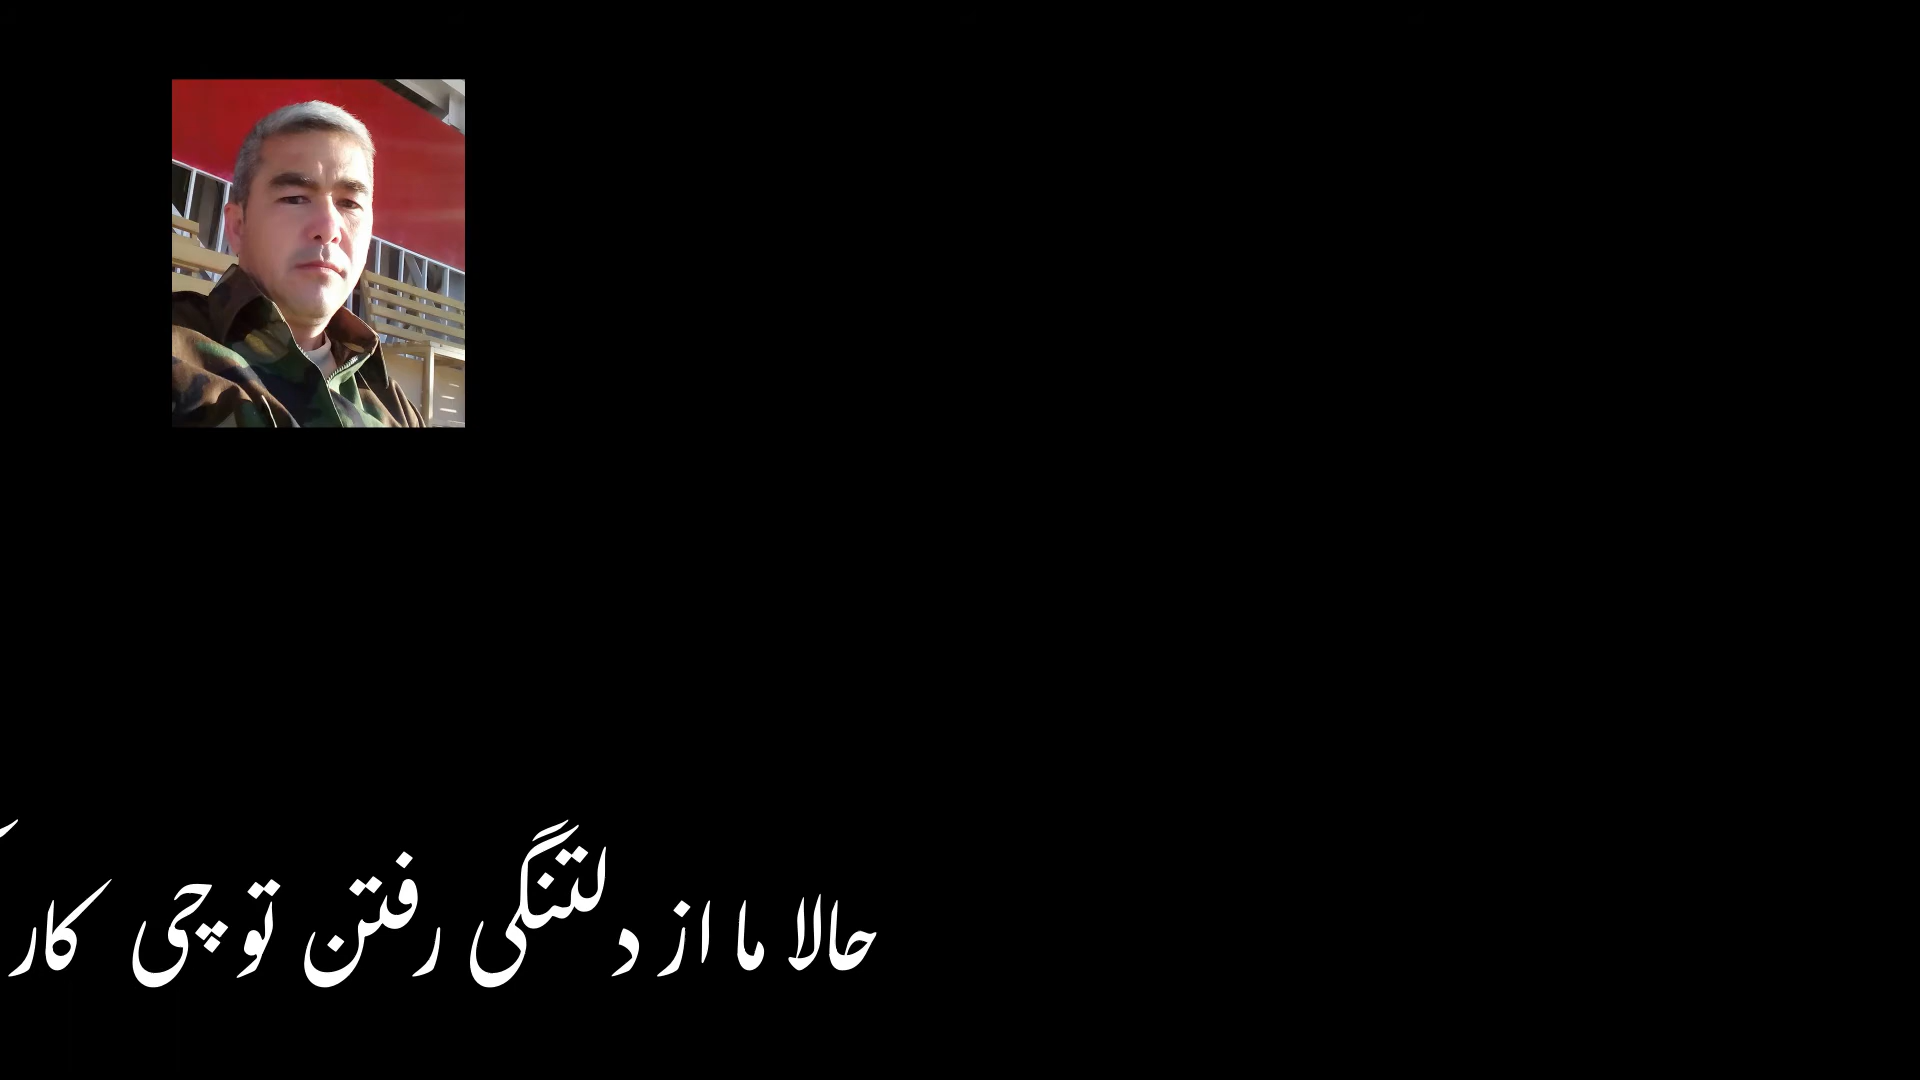 حالا ما از دلتنگی رفتن تو چی کار